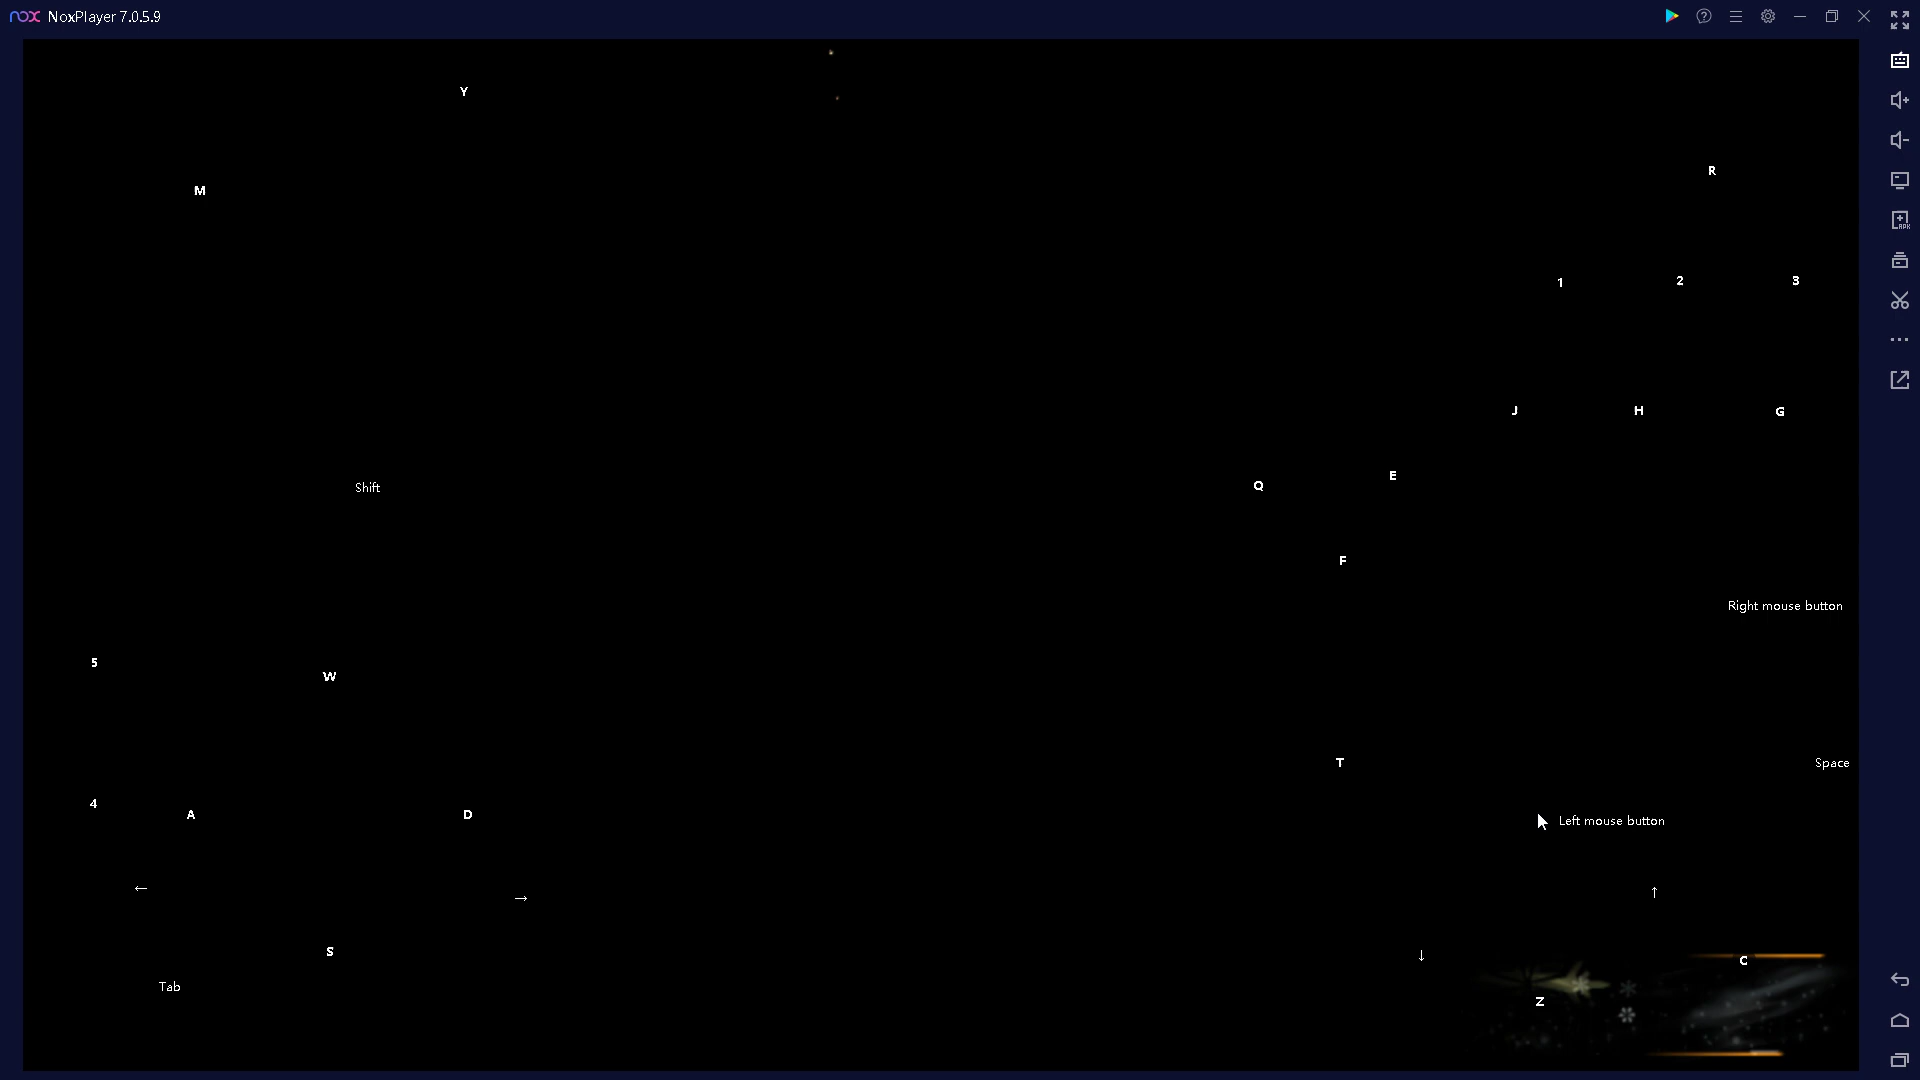 nox NoxPlayer 7.0.5.9
Y
R
M
1 2 3
J H G
E
Q
Shift
F
Right mouse button
5
W
T Space
4
A D
Left mouse button
←
↑
→
S
↓
C
Tab
Z